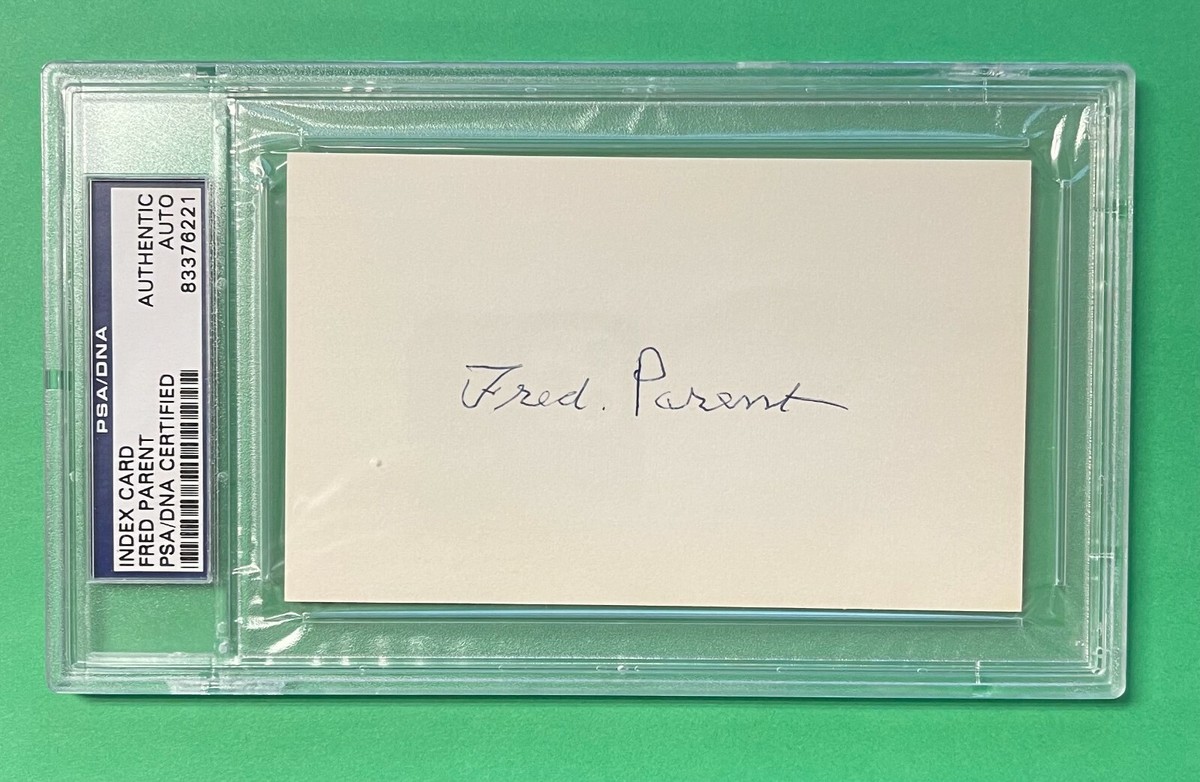 PSA/DNA
INDEX CARD
AUTHENTIC
FRED PARENT
AUTO
PSA/DNA CERTIFIED
83376221
Fred. Parent